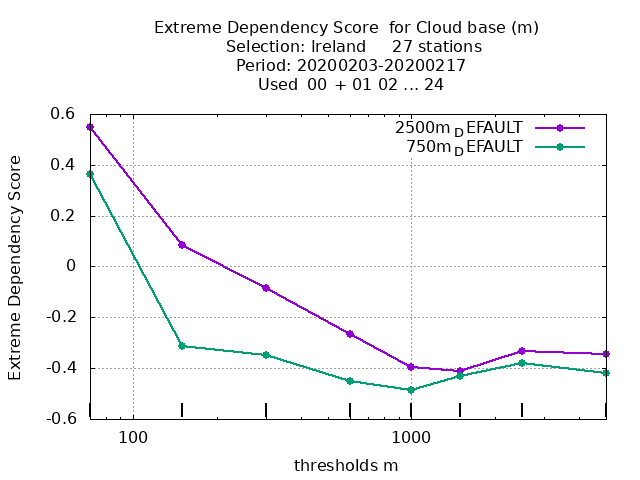 Extreme Dependency Score  for Cloud base (m)
Selection: Ireland     27 stations
Period: 20200203-20200217
Used  00  + 01 02 ... 24
2500m_DEFAULT
750m_DEFAULT
Extreme Dependency Score
0.6
0.4
0.2
0
-0.2
-0.4
-0.6
100
1000
thresholds m